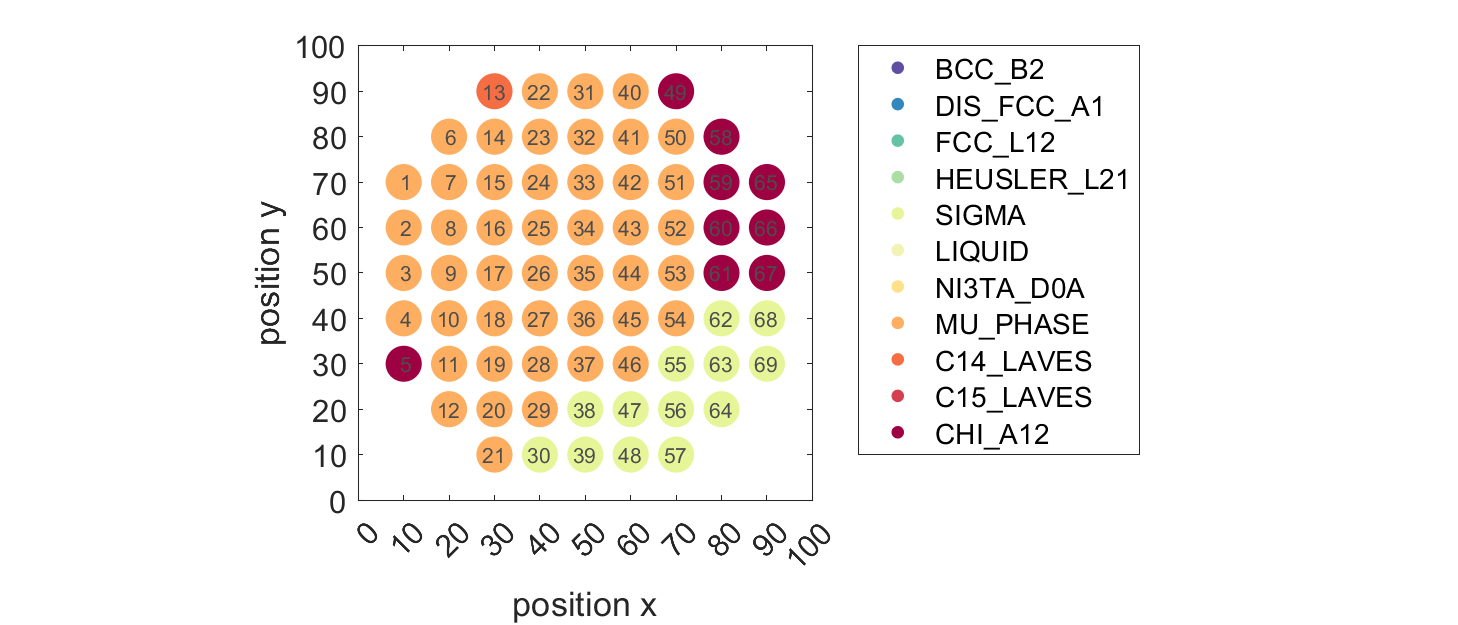 100
90
80
70
60
50
40
30
20
10
0
position y
13 22 31 40 49
6 14 23 32 41 50 58
1 7 15 24 33 42 51 59 65
2 8 16 25 34 43 52 60 66
3 9 17 26 35 44 53 61 67
4 10 18 27 36 45 54 62 68
5 11 19 28 37 46 55 63 69
12 20 29 38 47 56 64
21 30 39 48 57
0 10 20 30 40 50 60 70 80 90 100
position x
BCC_B2
DIS_FCC_A1
FCC_L12
HEUSLER_L21
SIGMA
LIQUID
NI3TA_D0A
MU_PHASE
C14_LAVES
C15_LAVES
CHI_A12